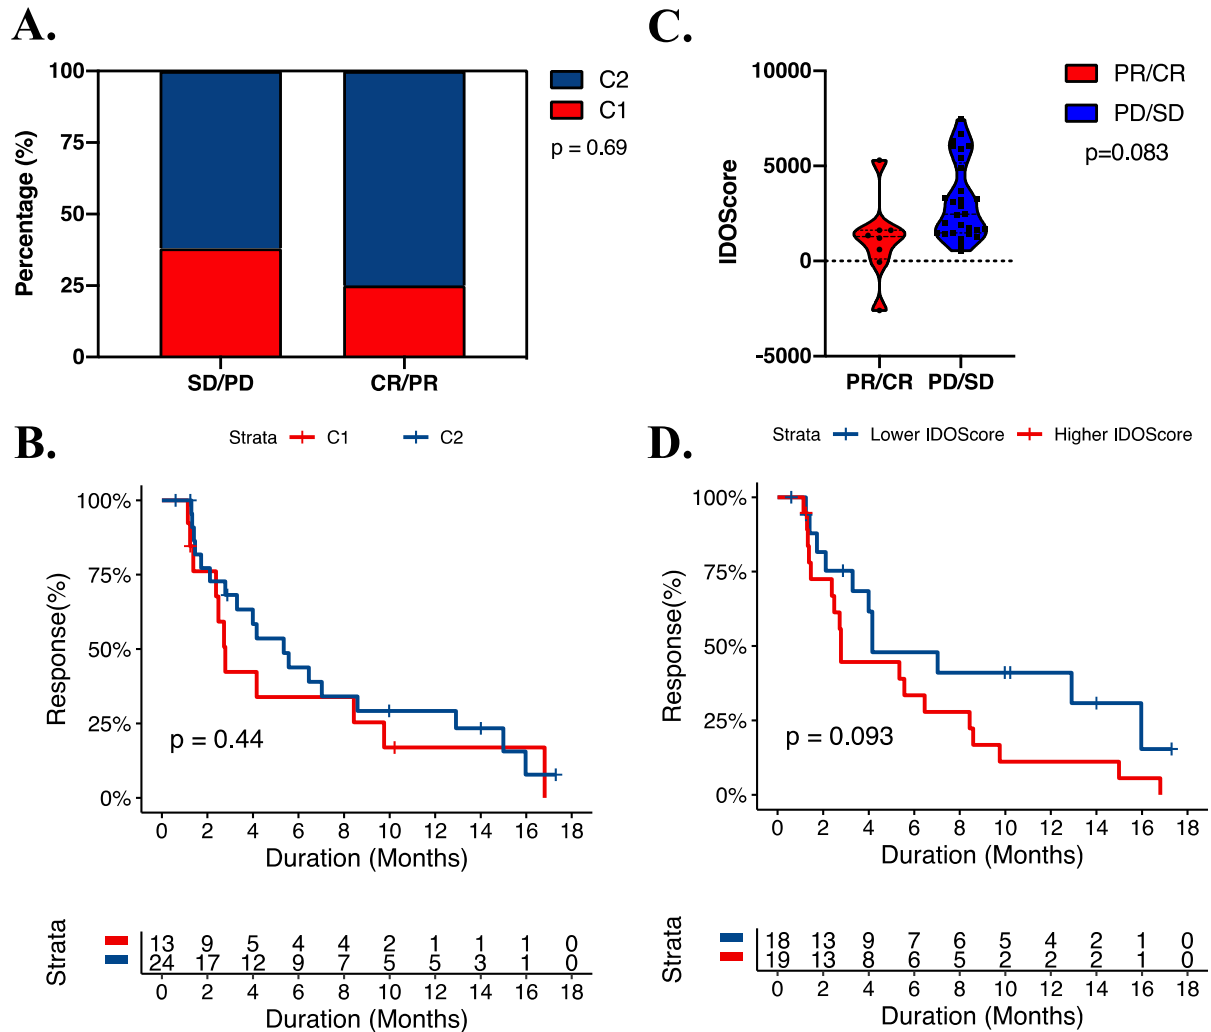 A.
Percentage (%)
100
75
50
25
0
SD/PD CR/PR
C2
C1
p = 0.69
C.
IDOScore
10000
5000
0
-5000
PR/CR PD/SD
PR/CR
PD/SD
p=0.083
B.
Strata C1 C2
Response(%)
100%
75%
50%
25%
0%
p = 0.44
0 2 4 6 8 10 12 14 16 18
Duration (Months)
Strata
13 9 5 4 4 2 1 1 1 0
24 17 12 9 7 5 5 3 1 0
0 2 4 6 8 10 12 14 16 18
Duration (Months)
D.
Strata Lower IDOScore Higher IDOScore
Response(%)
100%
75%
50%
25%
0%
p = 0.093
0 2 4 6 8 10 12 14 16 18
Duration (Months)
Strata
18 13 9 7 6 5 4 2 1 0
19 13 8 6 5 2 2 2 1 0
0 2 4 6 8 10 12 14 16 18
Duration (Months)